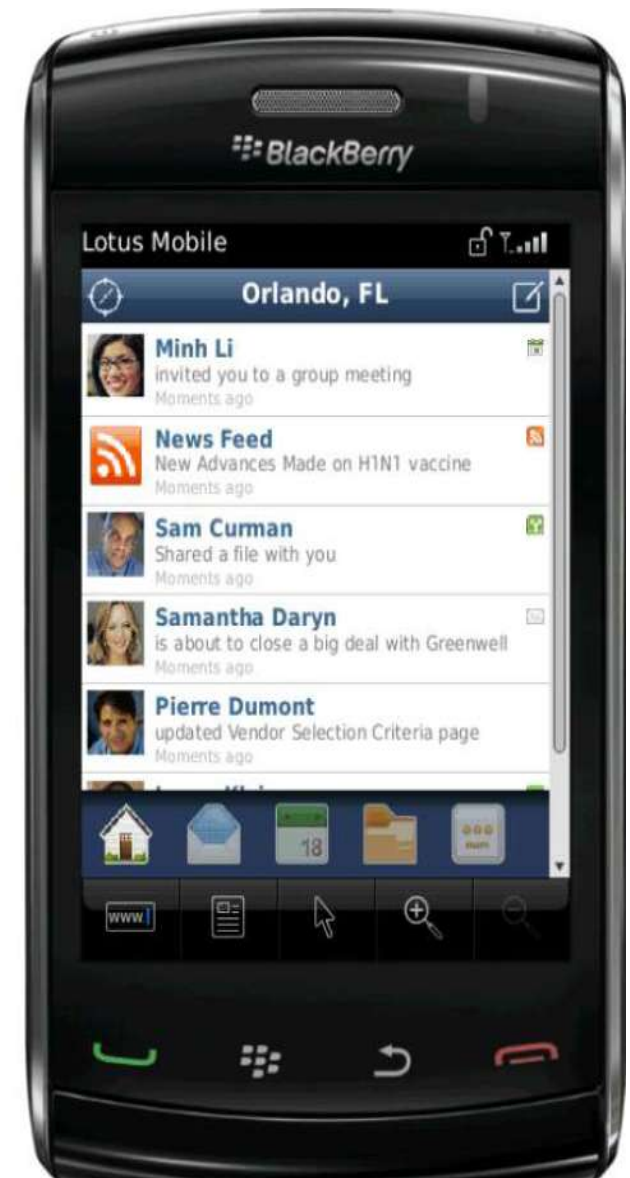 BlackBerry
Lotus Mobile
Orlando, FL
Minh Li
invited you to a group meeting
Moments ago
News Feed
New Advances Made on H1N1 vaccine
Moments ago
Sam Curman
Shared a file with you
Moments ago
Samantha Daryn
is about to close a big deal with Greenwell
Moments ago
Pierre Dumont
updated Vendor Selection Criteria page
Moments ago
18
www.